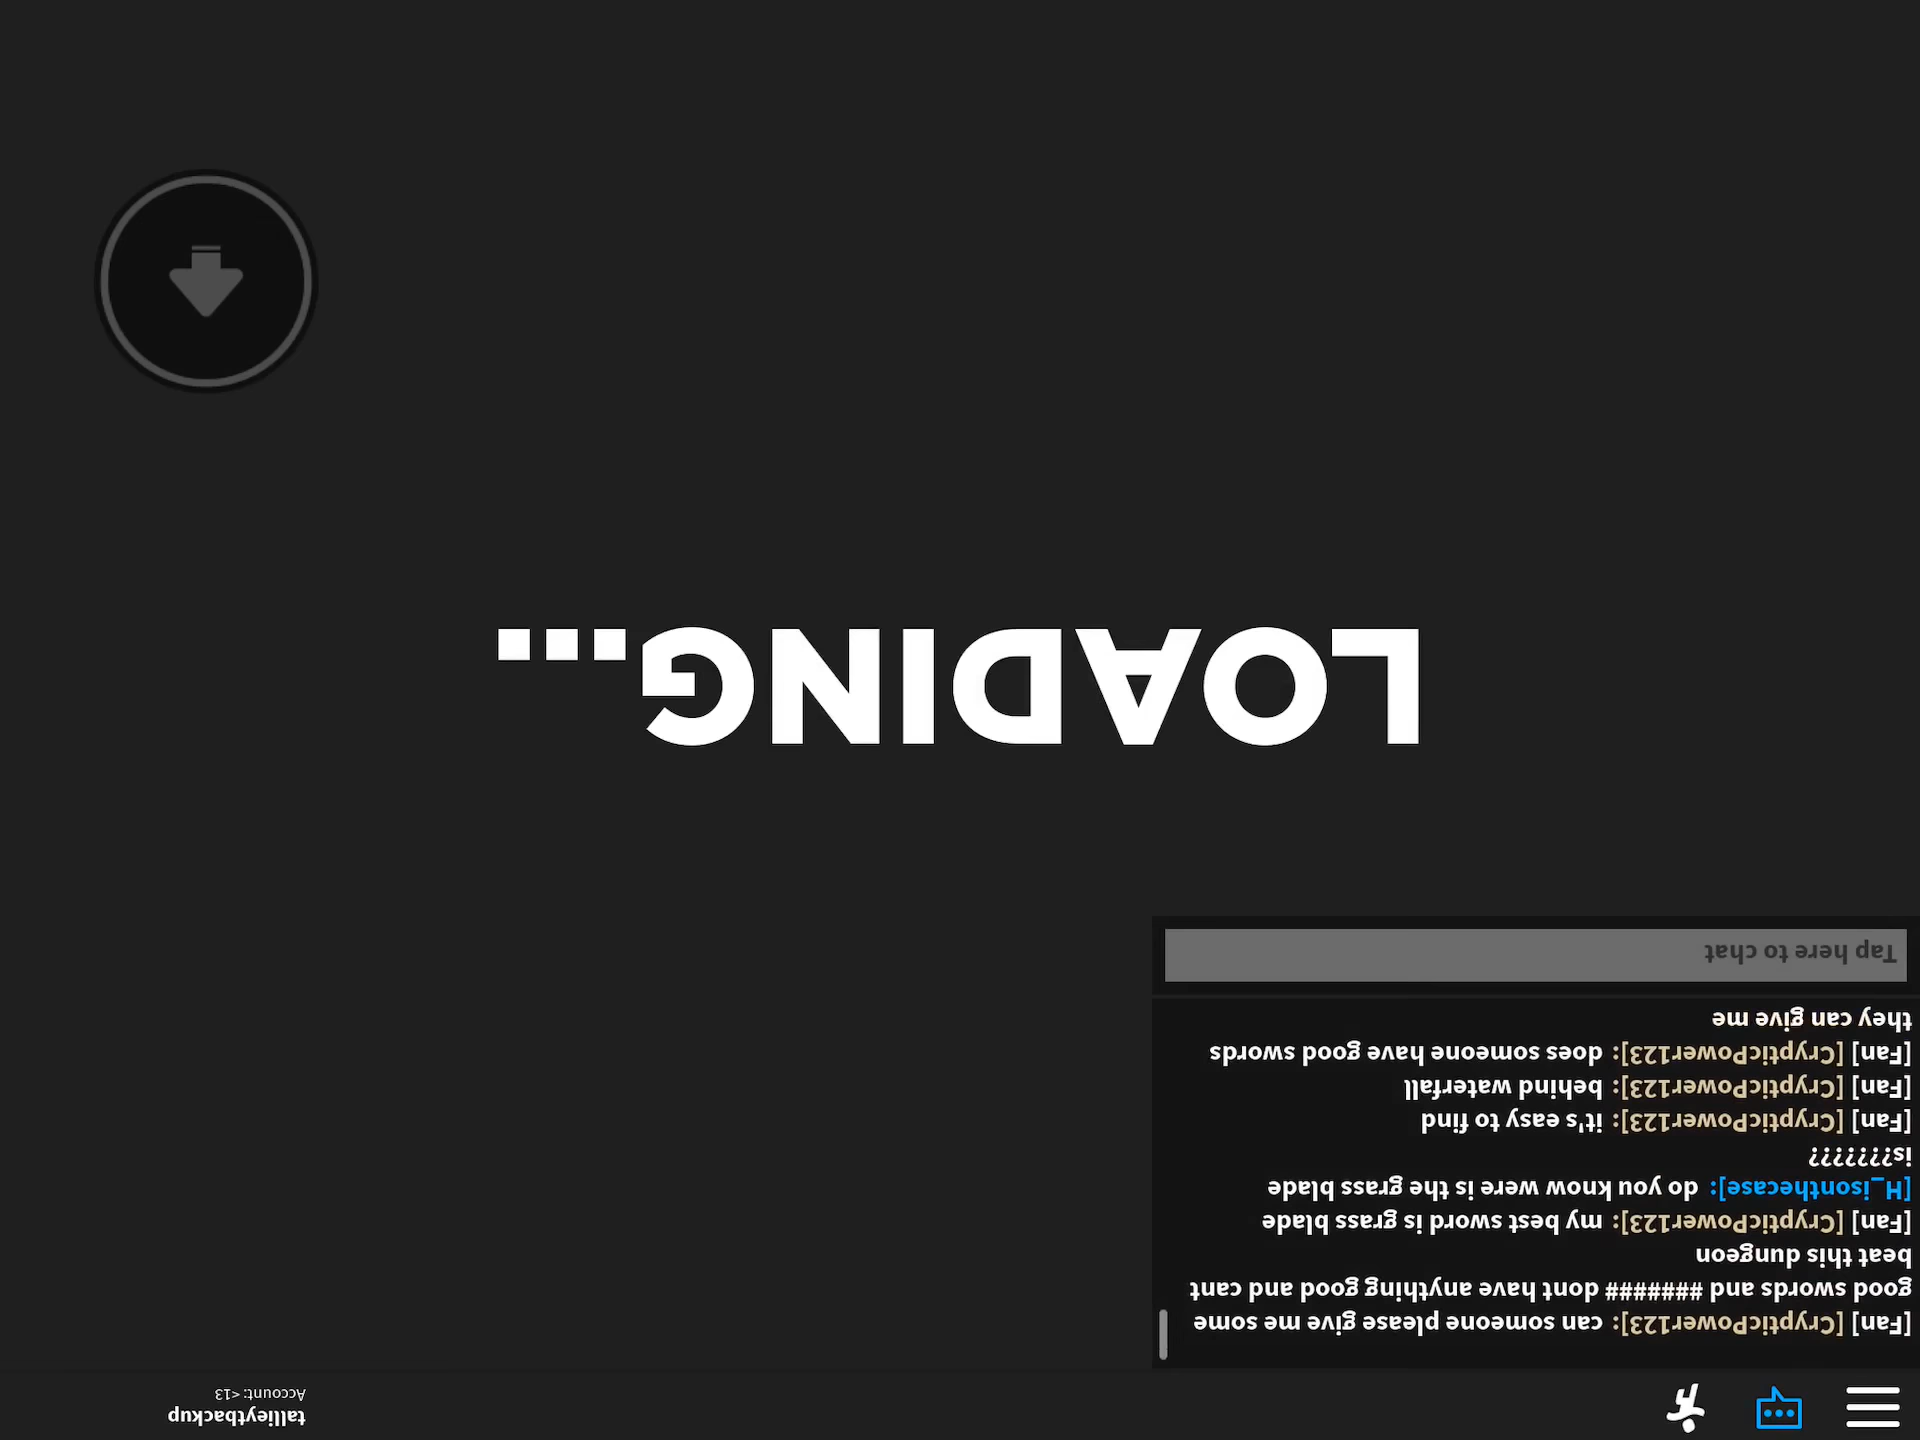 tallieytbackup
Account: <13
[Fan] [CrypticPower123]: can someone please give me some
good swords and ####### dont have anything good and cant
beat this dungeon
[Fan] [CrypticPower123]: my best sword is grass blade
[H_isonthecase]: do you know were is the grass blade
is???????
[Fan] [CrypticPower123]: it's easy to find
[Fan] [CrypticPower123]: behind waterfall
[Fan] [CrypticPower123]: does someone have good swords
they can give me
Tap here to chat
LOADING...